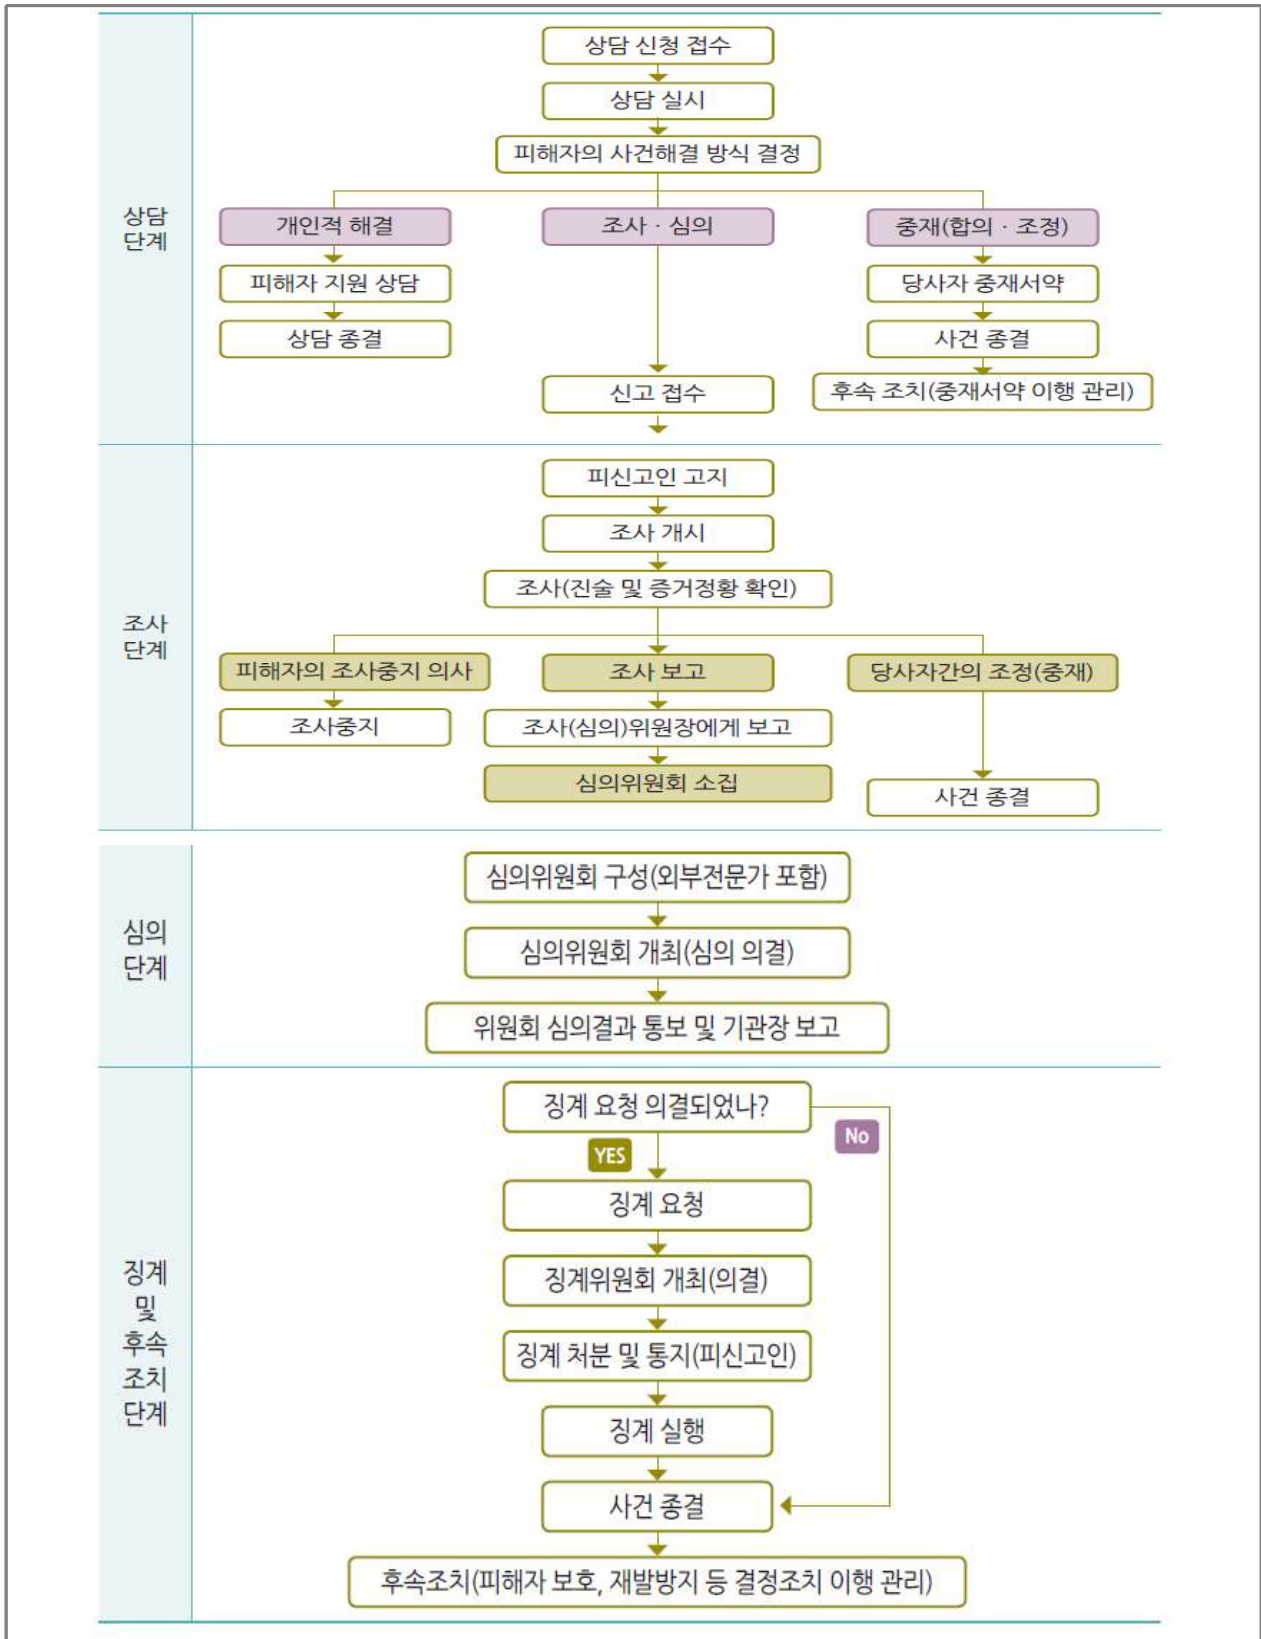 상담 신청 접수
상담 실시
피해자의 사건해결 방식 결정
상담
단계
개인적 해결
조사 · 심의
중재(합의 · 조정)
피해자 지원 상담
당사자 중재서약
상담 종결
사건 종결
신고 접수
후속 조치(중재서약 이행 관리)
피신고인 고지
조사 개시
조사(진술 및 증거정황 확인)
조사
단계
피해자의 조사중지 의사
조사 보고
당사자간의 조정(중재)
조사중지
조사(심의)위원장에게 보고
심의위원회 소집
사건 종결
심의위원회 구성(외부전문가 포함)
심의
단계
심의위원회 개최(심의 의결)
위원회 심의결과 통보 및 기관장 보고
징계 요청 의결되었나?
No
YES
징계 요청
징계
및
후속
조치
단계
징계위원회 개최(의결)
징계 처분 및 통지(피신고인)
징계 실행
사건 종결
후속조치(피해자 보호, 재발방지 등 결정조치 이행 관리)